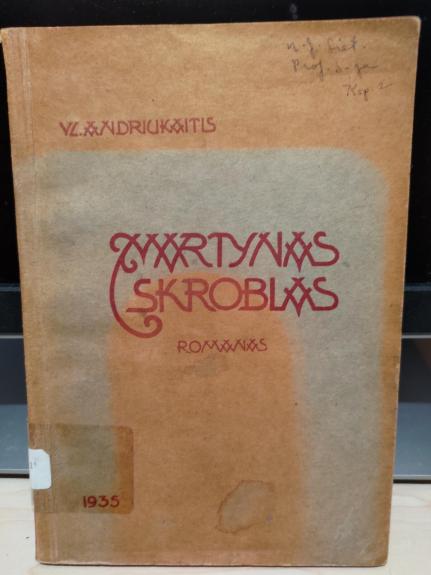 VL. ANDRIUKAITIS
MARTYNAS
SKROBLAS
ROMANAS
1935